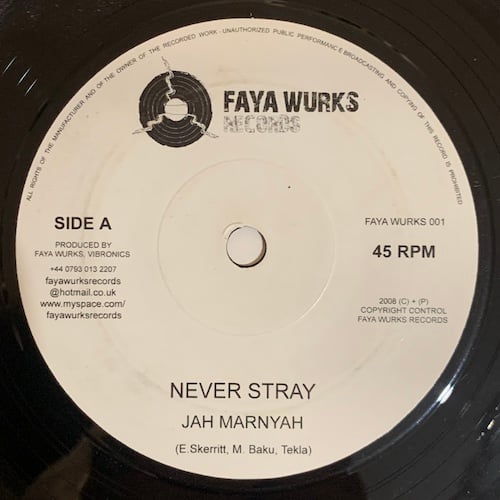 ALL RIGHTS OF THE MANUFACTURER AND OF THE OWNER OF THE RECORDED WORK - UNAUTHORIZED PUBLIC PERFORMANCE BROADCASTING AND COPYING OF THIS RECORD IS PROHIBITED
FAYA WURKS
RECORDS
SIDE A
PRODUCED BY
FAYA WURKS, VIBRONICS
+44 0793 013 2207
fayawurksrecords
@hotmail.co.uk
www.myspace.com/
fayawurksrecords
FAYA WURKS 001
45 RPM
2008 (C) + (P)
COPYRIGHT CONTROL
FAYA WURKS RECORDS
NEVER STRAY
JAH MARNYAH
(E.Skerritt, M. Baku, Tekla)